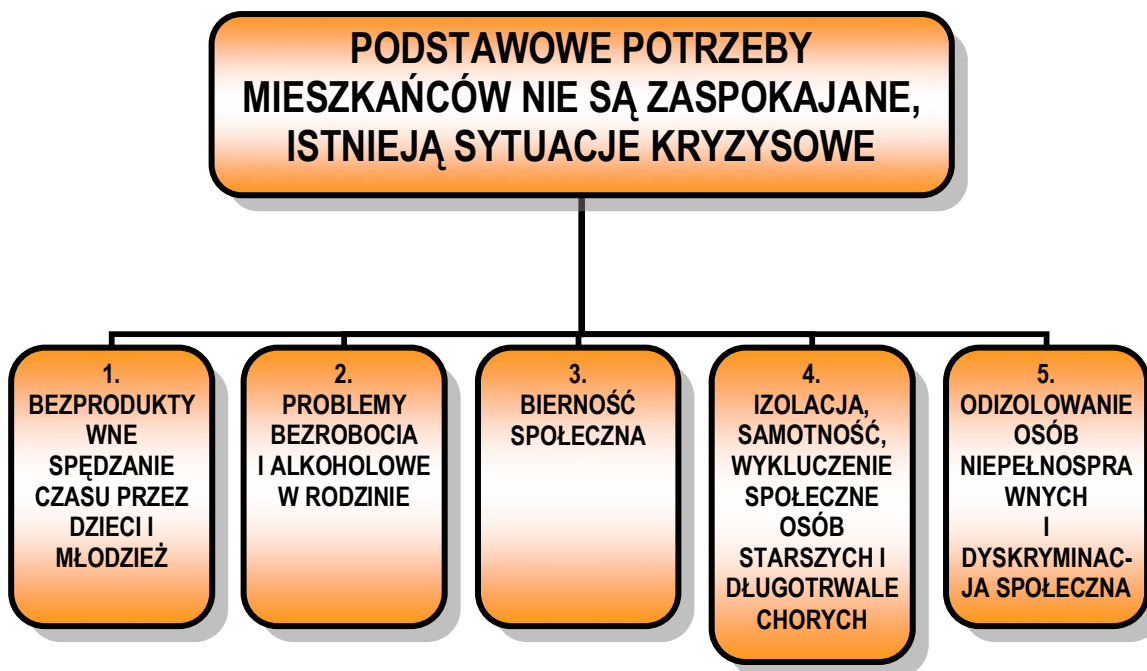 PODSTAWOWE POTRZEBY
MIESZKAŃCÓW NIE SĄ ZASPOKAJANE,
ISTNIEJĄ SYTUACJE KRYZYSOWE
1.
BEZPRODUKTY
WNE
SPĘDZANIE
CZASU PRZEZ
DZIECI I
MŁODZIEŻ
2.
PROBLEMY
BEZROBOCIA
I ALKOHOLOWE
W RODZINIE
3.
BIERNOŚĆ
SPOŁECZNA
4.
IZOLACJA,
SAMOTNOŚĆ,
WYKLUCZENIE
SPOŁECZNE
OSÓB
STARSZYCH I
DŁUGOTRWALE
CHORYCH
5.
ODIZOLOWANIE
OSÓB
NIEPEŁNOSPRA
WNYCH
I
DYSKRYMINAC-
JA SPOŁECZNA